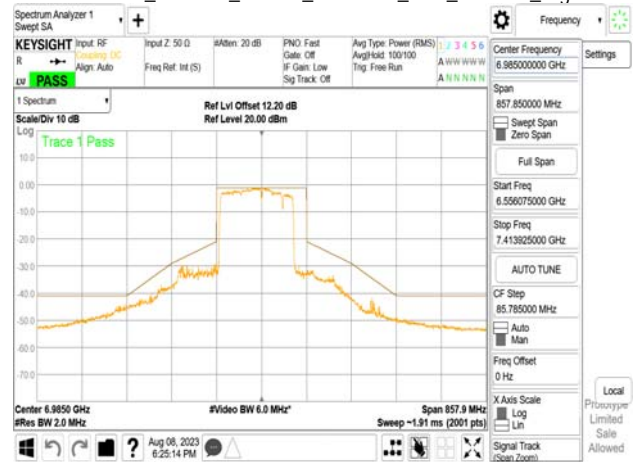 Spectrum Analyzer 1
Swept SA
Frequency
KEYSIGHT
R
LW
PASS
Input: RF
Coupling: DC
Align: Auto
Input Z: 50 Ω
Freq Ref: Int (S)
#Atten: 20 dB
PNO: Fast
Gate: Off
IF Gain: Low
Sig Track: Off
Avg Type: Power (RMS)
Avg|Hold: 100/100
Trig: Free Run
1 2 3 4 5 6
A W W W W W
A N N N N N
1 Spectrum
Scale/Div 10 dB
Log
Ref Lvl Offset 12.20 dB
Ref Level 20.00 dBm
Trace 1 Pass
10.0
0.00
-10.0
-20.0
-30.0
-40.0
-50.0
-60.0
-70.0
Center 6.9850 GHz
#Res BW 2.0 MHz
#Video BW 6.0 MHz*
Span 857.9 MHz
Sweep ~1.91 ms (2001 pts)
Aug 08, 2023
6:25:14 PM
Center Frequency
6.985000000 GHz
Settings
Span
857.850000 MHz
Swept Span
Zero Span
Full Span
Start Freq
6.556075000 GHz
Stop Freq
7.413925000 GHz
AUTO TUNE
CF Step
85.785000 MHz
Auto
Man
Freq Offset
0 Hz
X Axis Scale
Log
Lin
Signal Track
(Span Zoom)
Local
Prototype
Limited
Sale
Allowed